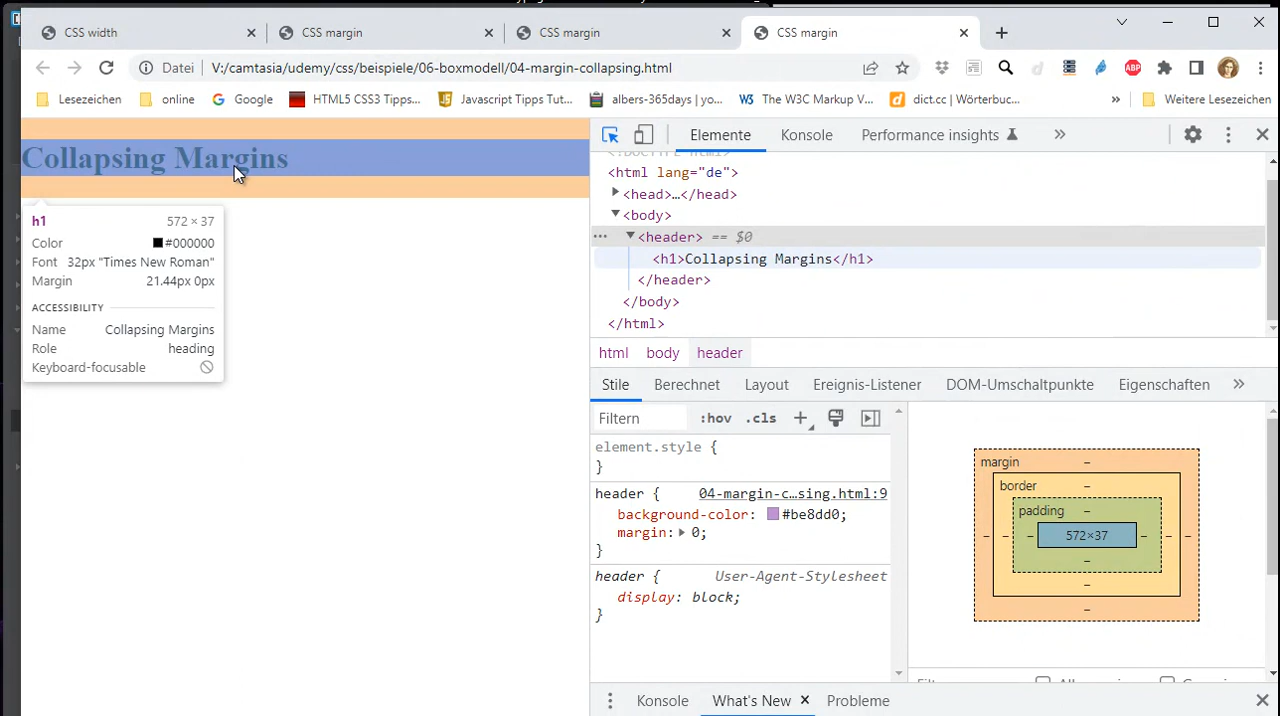 CSS width
CSS margin
CSS margin
CSS margin
Datei V:/camtasia/udemy/css/beispiele/06-boxmodell/04-margin-collapsing.html
Lesezeichen online Google HTML5 CSS3 Tipps... Javascript Tipps Tut... albers-365days | yo... The W3C Markup V... dict.cc | Wörterbuc... » Weitere Lesezeichen
Collapsing Margins
h1 572 × 37
Color #000000
Font 32px "Times New Roman"
Margin 21.44px 0px
ACCESSIBILITY
Name Collapsing Margins
Role heading
Keyboard-focusable
Elemente Konsole Performance insights »
<!DOCTYPE html>
<html lang="de">
<head>…</head>
<body>
··· <header> == $0
<h1>Collapsing Margins</h1>
</header>
</body>
</html>
html body header
Stile Berechnet Layout Ereignis-Listener DOM-Umschaltpunkte Eigenschaften »
Filtern :hov .cls
element.style {
}
header { 04-margin-c…sing.html:9
background-color: #be8dd0;
margin: 0;
}
header { User-Agent-Stylesheet
display: block;
}
margin –
border –
padding –
– – – 572×37 – – –
–
–
–
Konsole What's New × Probleme